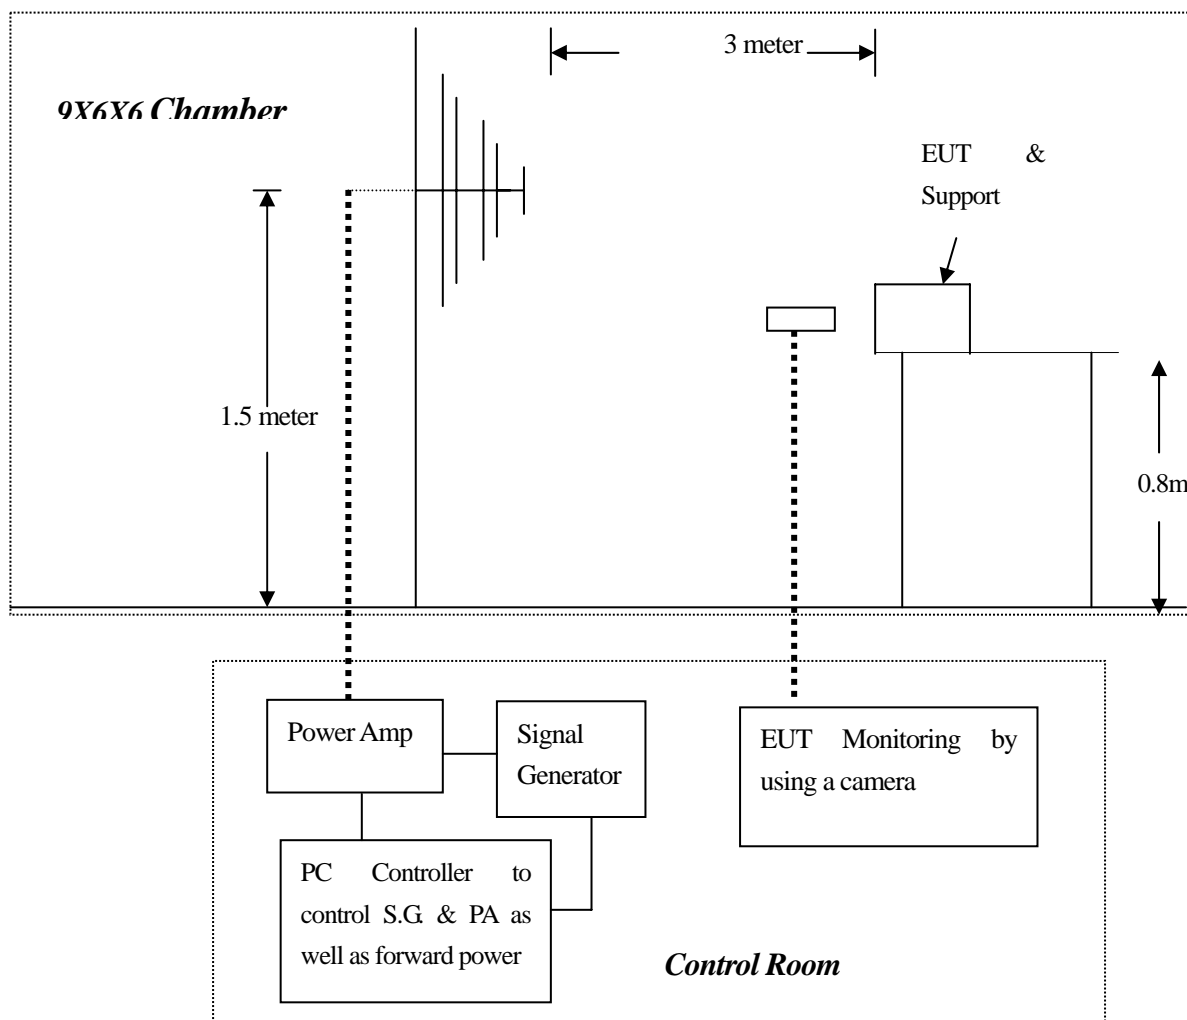 3 meter
9X6X6 Chamber
EUT &
Support
1.5 meter
0.8m
Power Amp
Signal
Generator
EUT Monitoring by
using a camera
PC Controller to
control S.G. & PA as
well as forward power
Control Room